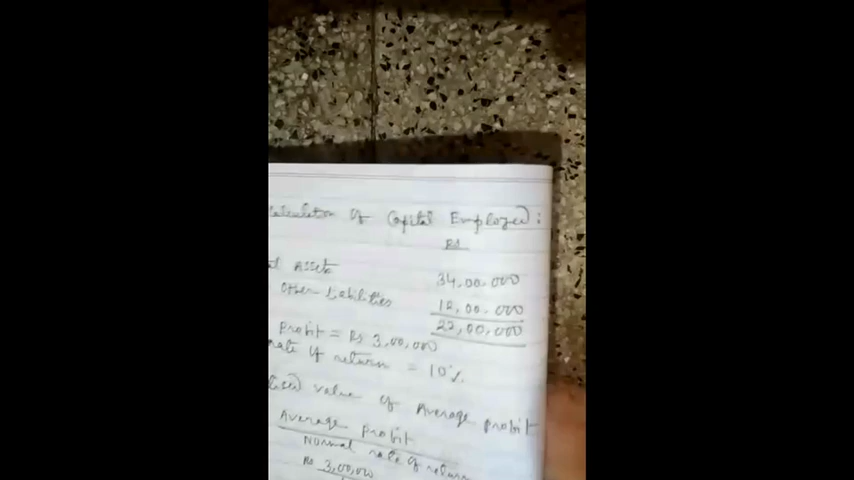 Calculation of Capital Employed:
Rs
Assets 34,00,000
Other Liabilities 12,00,000
22,00,000
Profit = Rs 3,00,000
rate of return = 10%
value of Average profit
Average profit
Normal rate of return
Rs 3,00,000